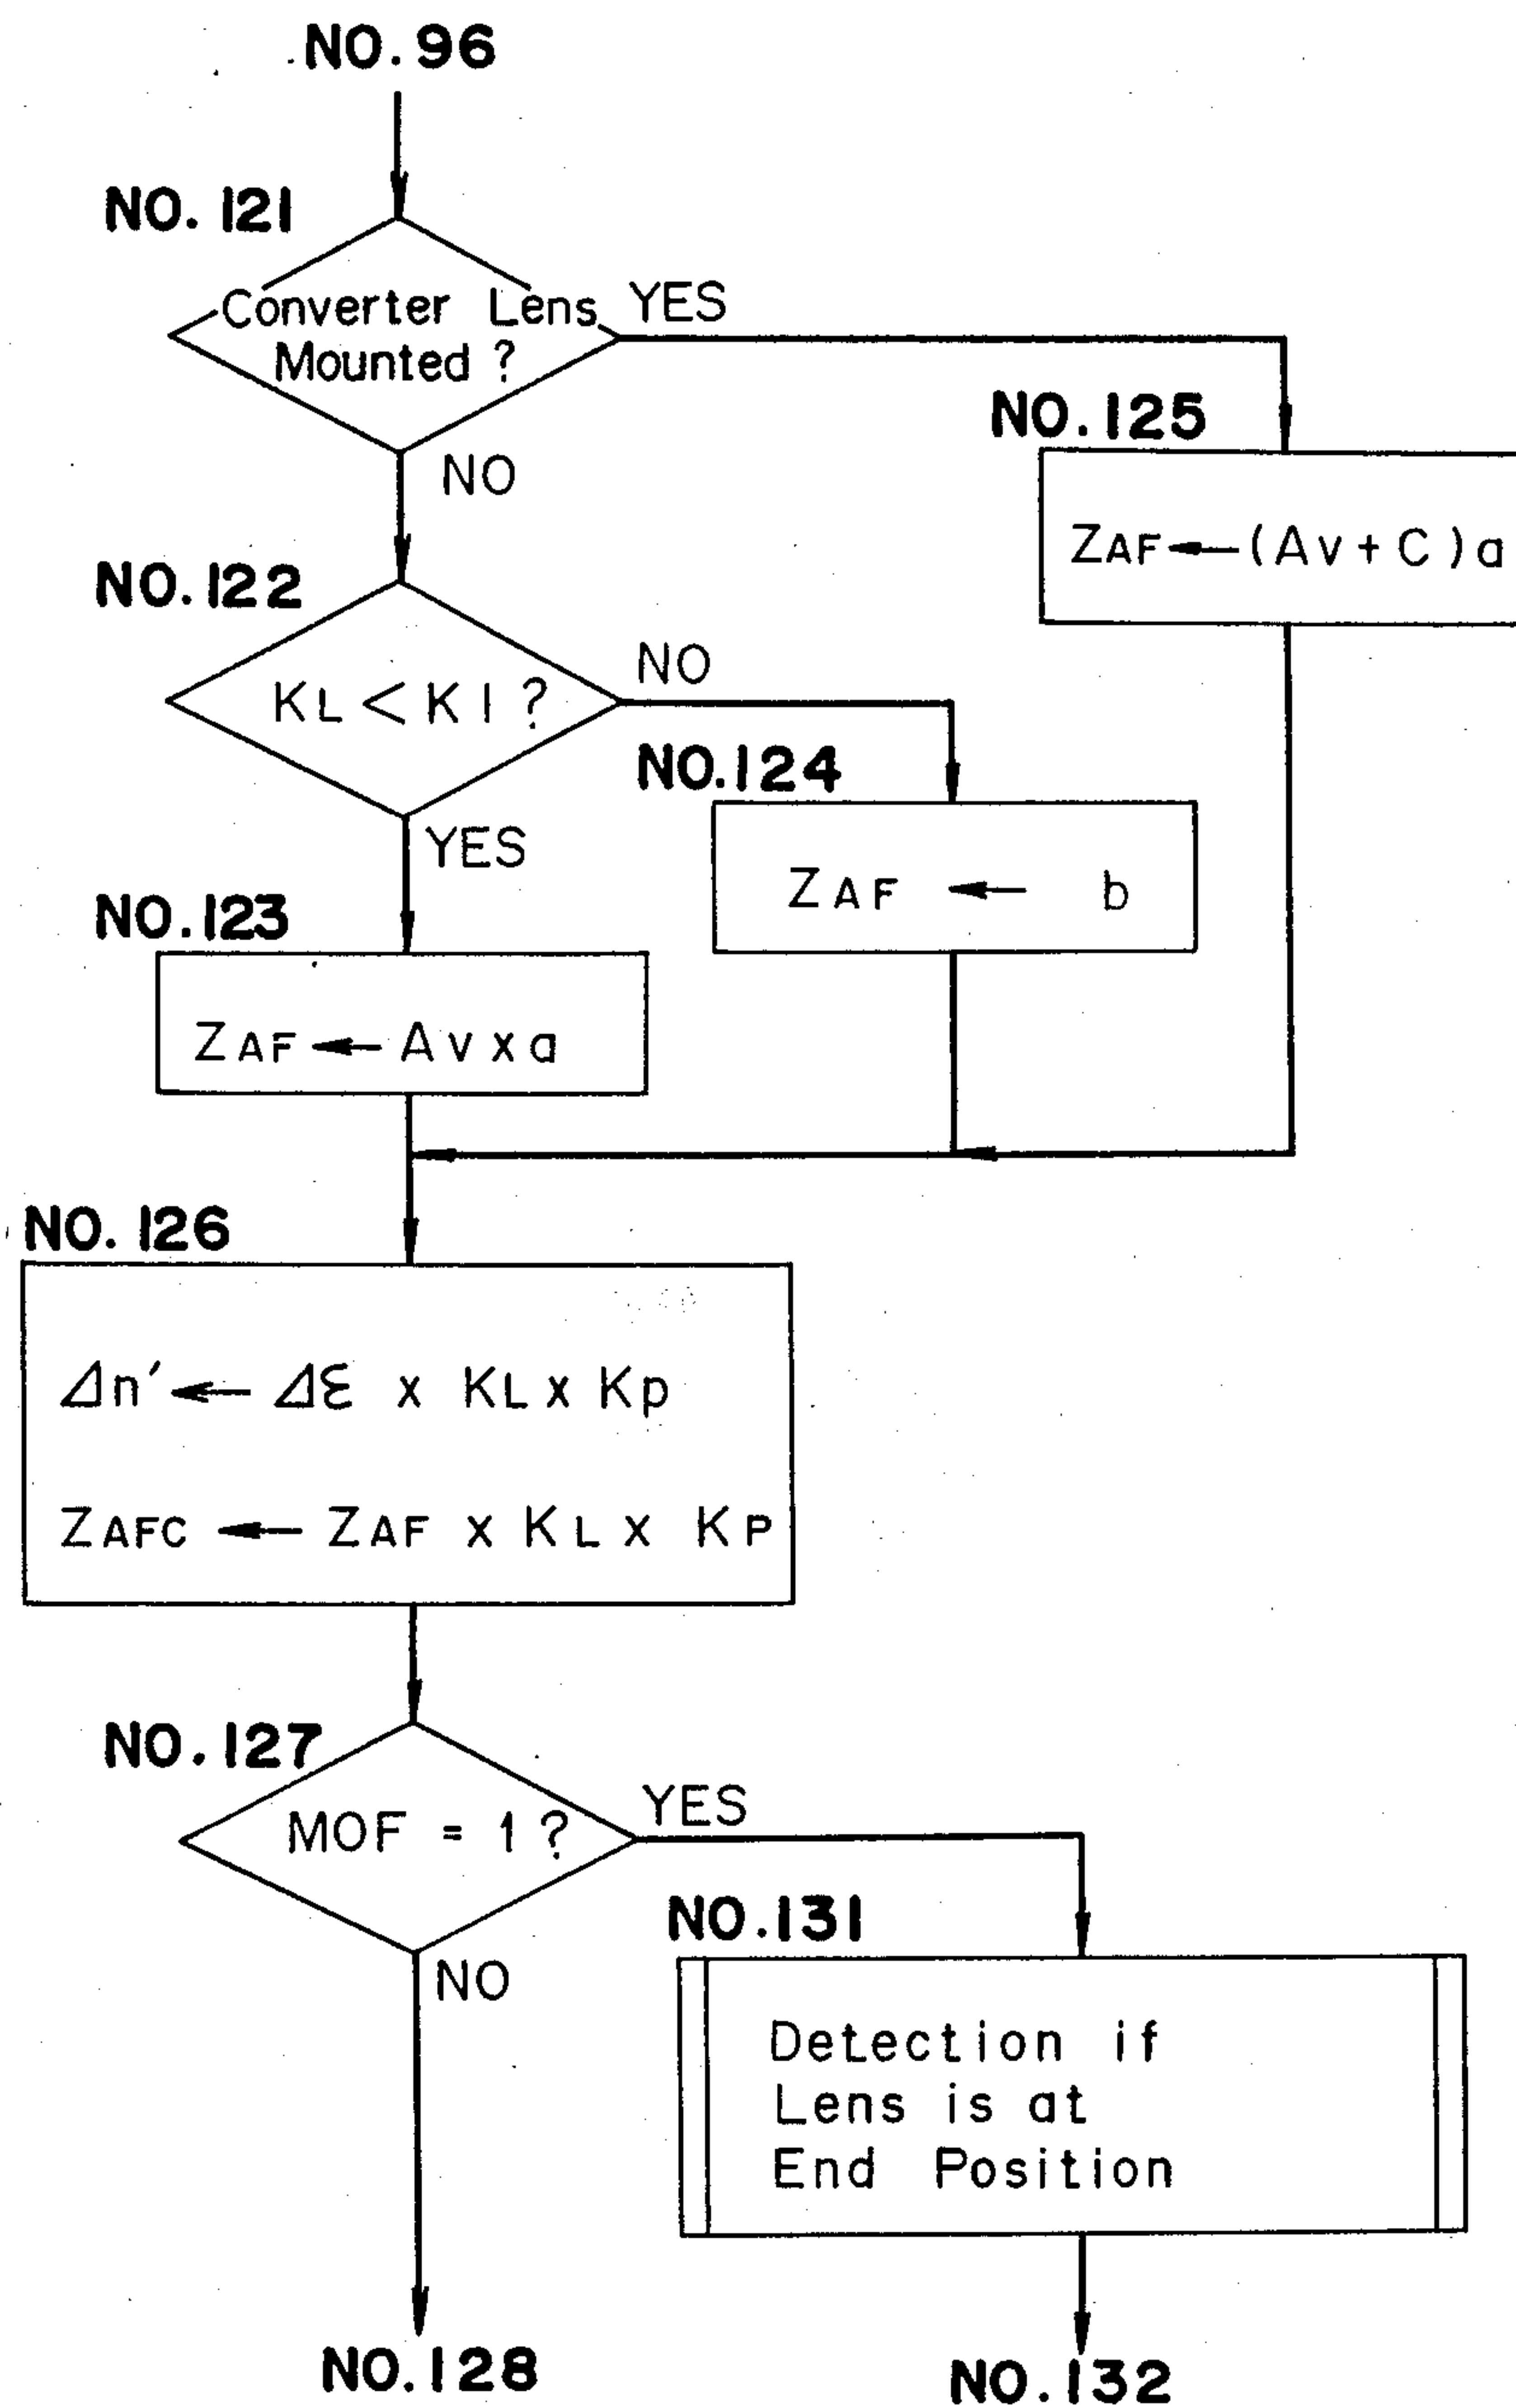 NO. 96
NO. 121
Converter Lens
Mounted ?
YES
NO
NO. 125
ZAF ← (Av + C) a
NO. 122
KL < K1 ?
NO
YES
NO. 124
ZAF ← b
NO. 123
ZAF ← Av x a
NO. 126
Δn' ← Δε x KL x Kp
ZAFC ← ZAF x KL x KP
NO. 127
MOF = 1 ?
YES
NO
NO. 131
Detection if
Lens is at
End Position
NO. 128
NO. 132